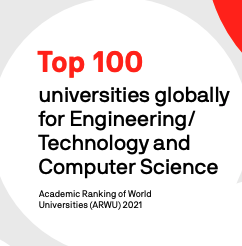 Top 100
universities globally
for Engineering/
Technology and
Computer Science
Academic Ranking of World
Universities (ARWU) 2021